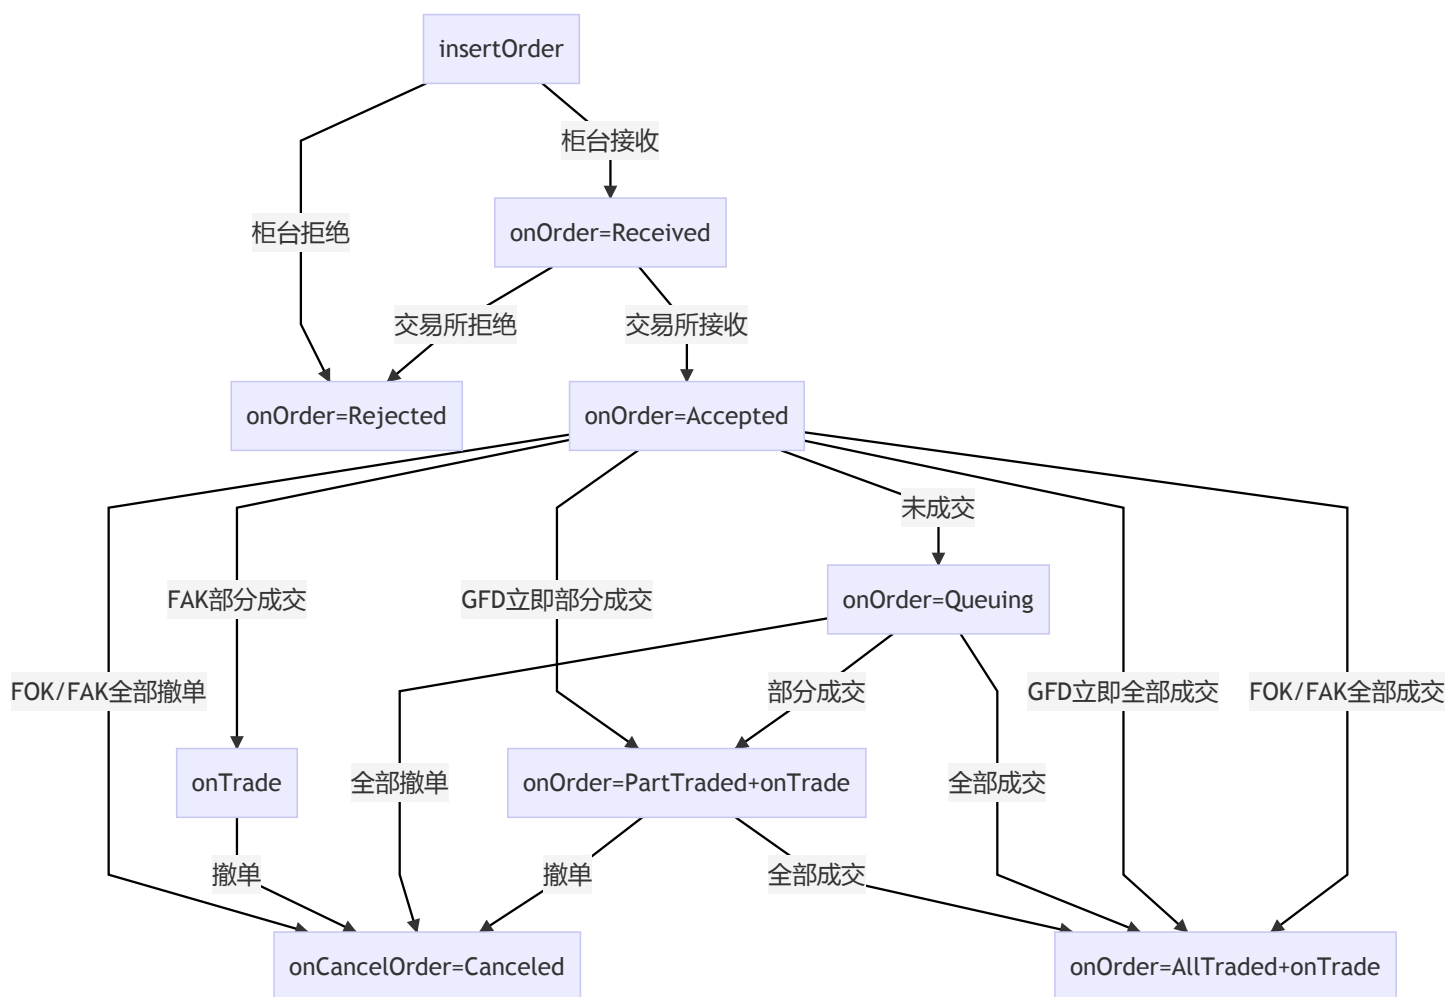 insertOrder
柜台接收
柜台拒绝
onOrder=Received
交易所拒绝
交易所接收
onOrder=Rejected
onOrder=Accepted
未成交
FAK部分成交
GFD立即部分成交
onOrder=Queuing
FOK/FAK全部撤单
部分成交
GFD立即全部成交
FOK/FAK全部成交
onTrade
全部撤单
onOrder=PartTraded+onTrade
全部成交
撤单
撤单
全部成交
onCancelOrder=Canceled
onOrder=AllTraded+onTrade